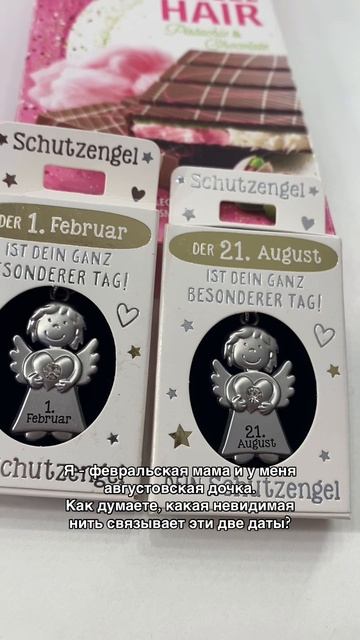 HAIR
Pistachio &
Chocolate
Schutzengel
DER 1. Februar
IST DEIN GANZ
BESONDERER TAG!
1.
Februar
Schutzengel
Schutzengel
DER 21. August
IST DEIN GANZ
BESONDERER TAG!
21.
August
Schutzengel
Я - февральская мама и у меня
августовская дочка.
Как думаете, какая невидимая
нить связывает эти две даты?